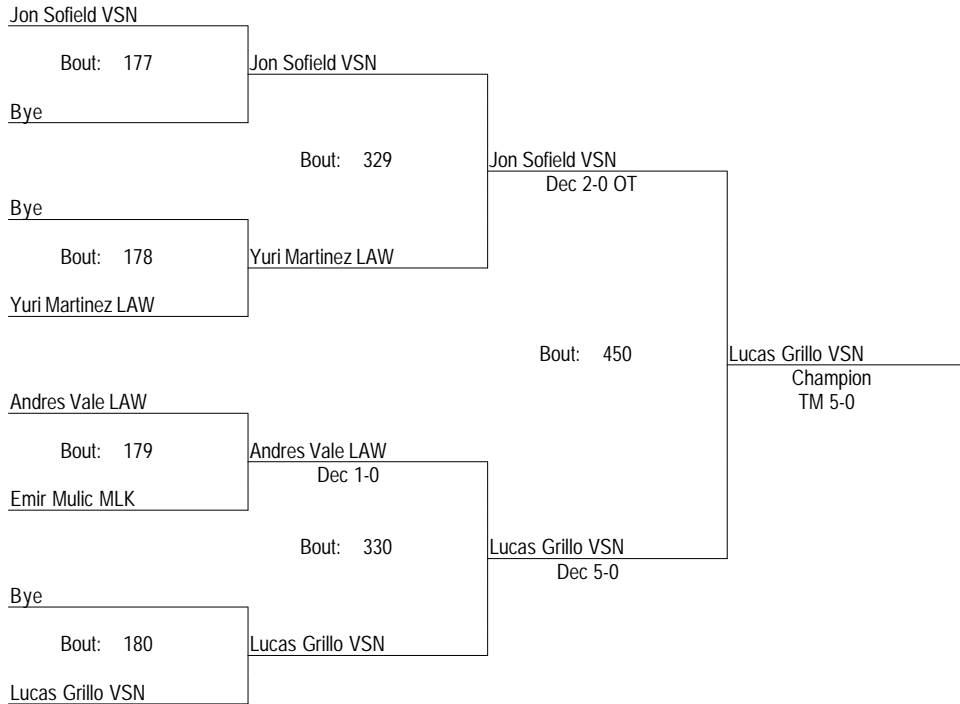 Jon Sofield VSN
Bout: 177
Jon Sofield VSN
Bye
Bout: 329
Jon Sofield VSN
Dec 2-0 OT
Bye
Bout: 178
Yuri Martinez LAW
Yuri Martinez LAW
Bout: 450
Lucas Grillo VSN
Champion
TM 5-0
Andres Vale LAW
Bout: 179
Andres Vale LAW
Dec 1-0
Emir Mulic MLK
Bout: 330
Lucas Grillo VSN
Dec 5-0
Bye
Bout: 180
Lucas Grillo VSN
Lucas Grillo VSN